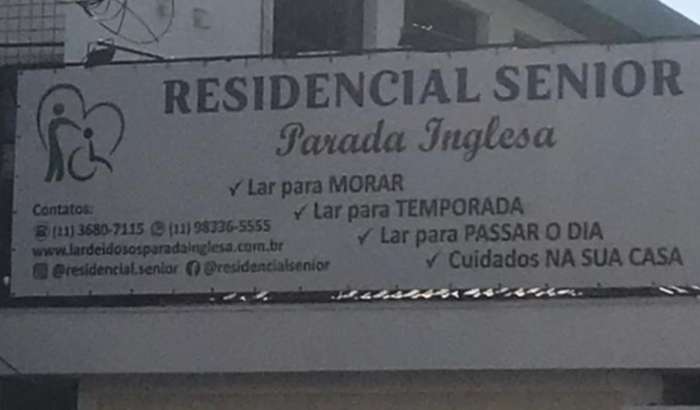 RESIDENCIAL SENIOR
Parada Inglesa
✓ Lar para MORAR
✓ Lar para TEMPORADA
✓ Lar para PASSAR O DIA
✓ Cuidados NA SUA CASA
Contatos:
(11) 3680-7115 (11) 98336-5555
www.lardeidososparadainglesa.com.br
@residencial.senior @residencialsenior